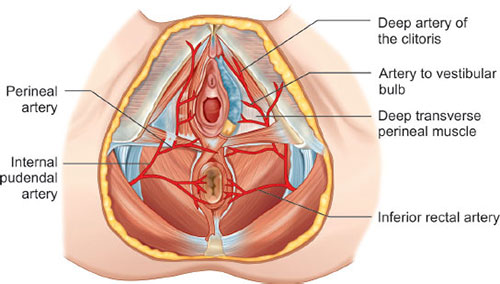 Deep artery of
the clitoris
Artery to vestibular
bulb
Deep transverse
perineal muscle
Inferior rectal artery
Perineal
artery
Internal
pudendal
artery